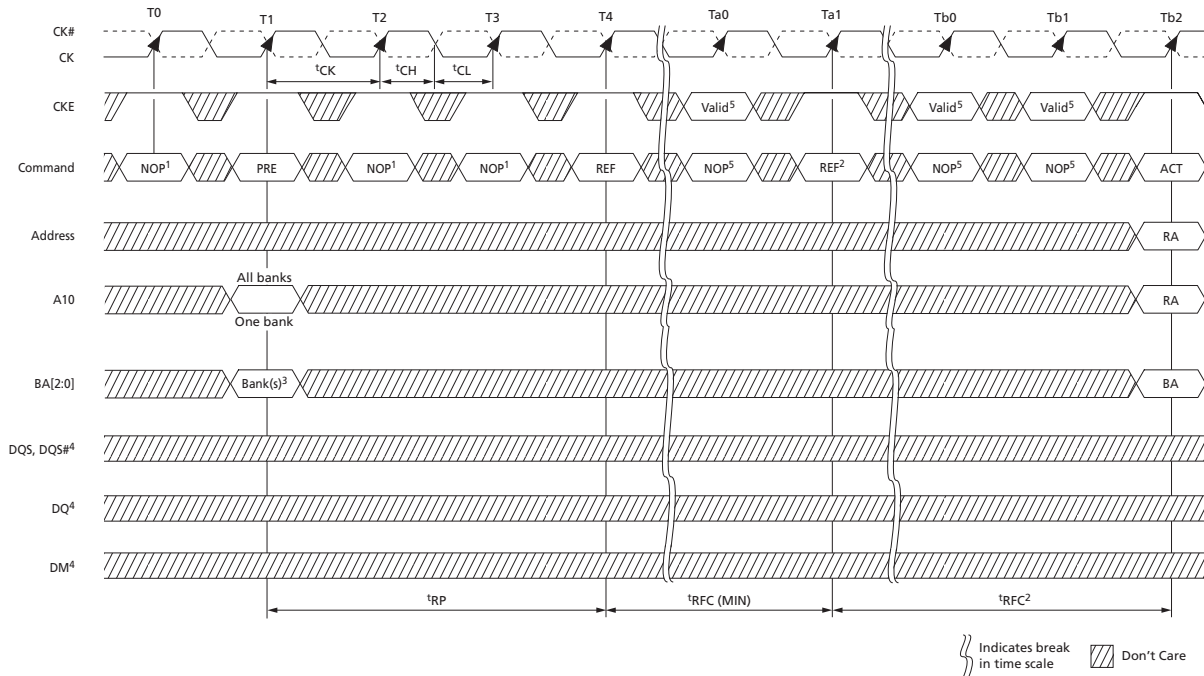 T0 T1 T2 T3 T4 Ta0 Ta1 Tb0 Tb1 Tb2
CK#
CK
tCK tCH tCL
CKE Valid5 Valid5 Valid5
Command NOP1 PRE NOP1 NOP1 REF NOP5 REF2 NOP5 NOP5 ACT
Address RA
All banks
A10 RA
One bank
BA[2:0] Bank(s)3 BA
DQS, DQS#4
DQ4
DM4
tRP tRFC (MIN) tRFC2
Indicates break
in time scale
Don't Care